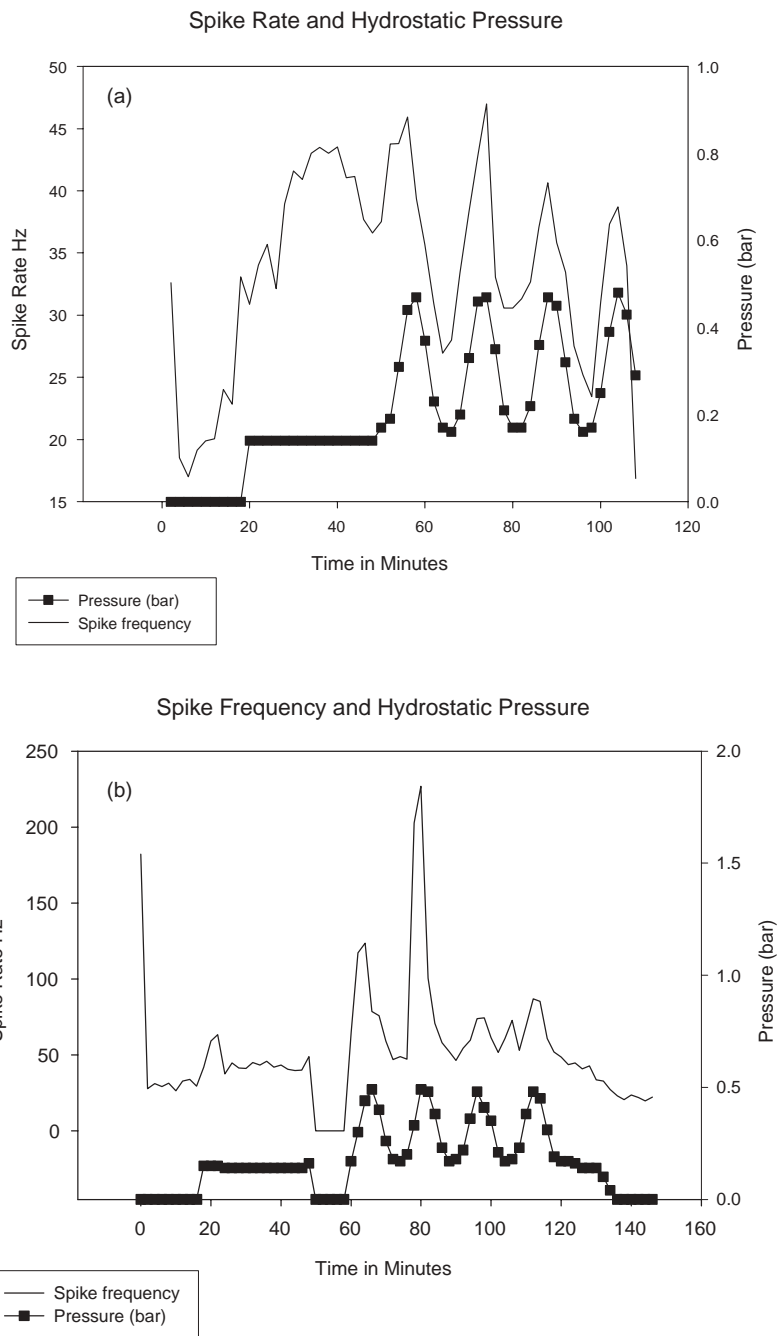 Spike Rate and Hydrostatic Pressure
(a)
50
45
40
35
30
25
20
15
Spike Rate Hz
1.0
0.8
0.6
0.4
0.2
0.0
Pressure (bar)
0 20 40 60 80 100 120
Time in Minutes
Pressure (bar)
Spike frequency
Spike Frequency and Hydrostatic Pressure
(b)
250
200
150
100
50
0
Spike Rate Hz
2.0
1.5
1.0
0.5
0.0
Pressure (bar)
0 20 40 60 80 100 120 140 160
Time in Minutes
Spike frequency
Pressure (bar)